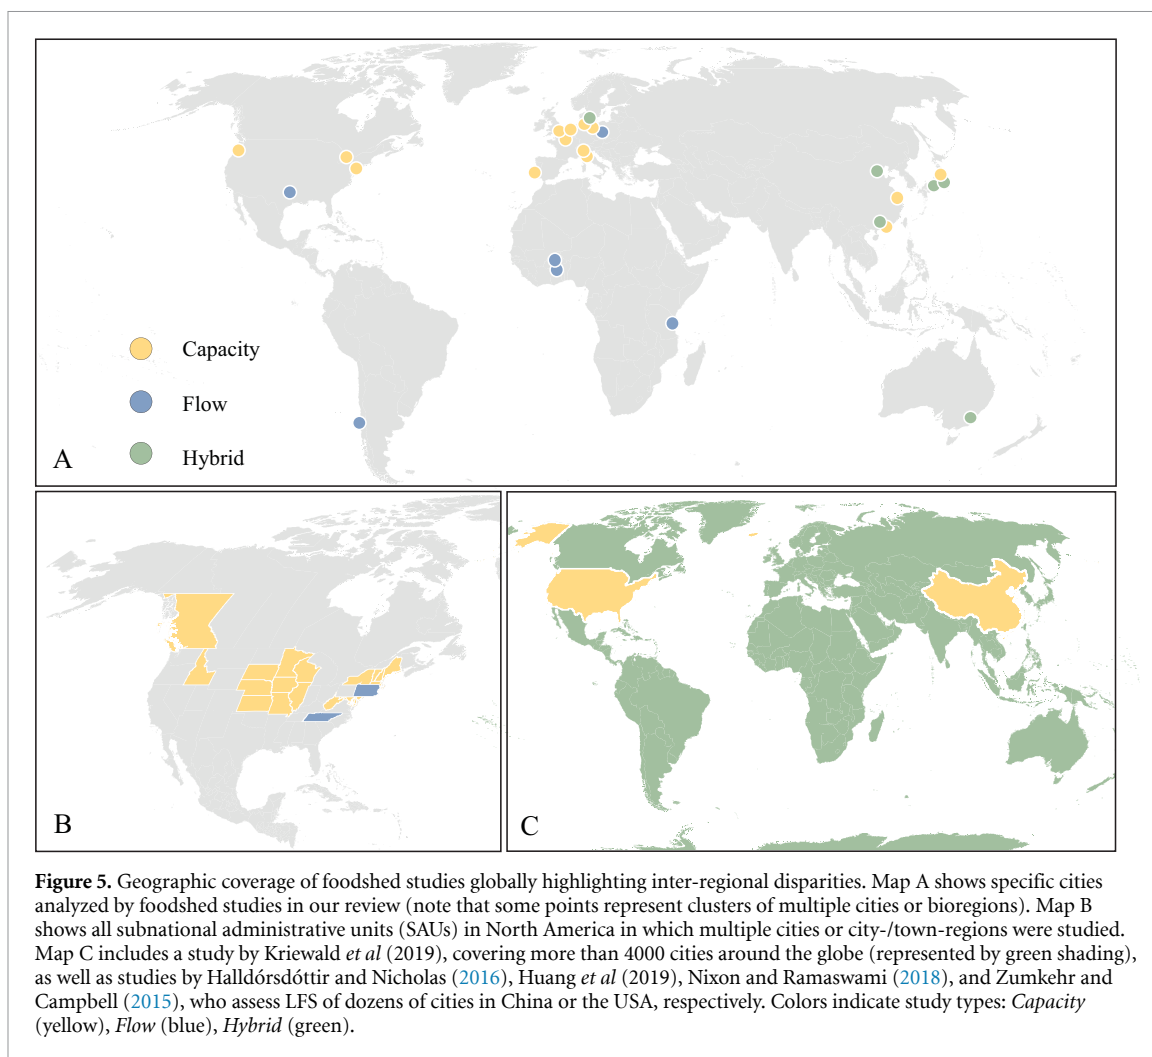 Capacity
Flow
Hybrid
A
B
C
Figure 5. Geographic coverage of foodshed studies globally highlighting inter-regional disparities. Map A shows specific cities
analyzed by foodshed studies in our review (note that some points represent clusters of multiple cities or bioregions). Map B
shows all subnational administrative units (SAUs) in North America in which multiple cities or city-/town-regions were studied.
Map C includes a study by Kriewald et al (2019), covering more than 4000 cities around the globe (represented by green shading),
as well as studies by Halldórsdóttir and Nicholas (2016), Huang et al (2019), Nixon and Ramaswami (2018), and Zumkehr and
Campbell (2015), who assess LFS of dozens of cities in China or the USA, respectively. Colors indicate study types: Capacity
(yellow), Flow (blue), Hybrid (green).